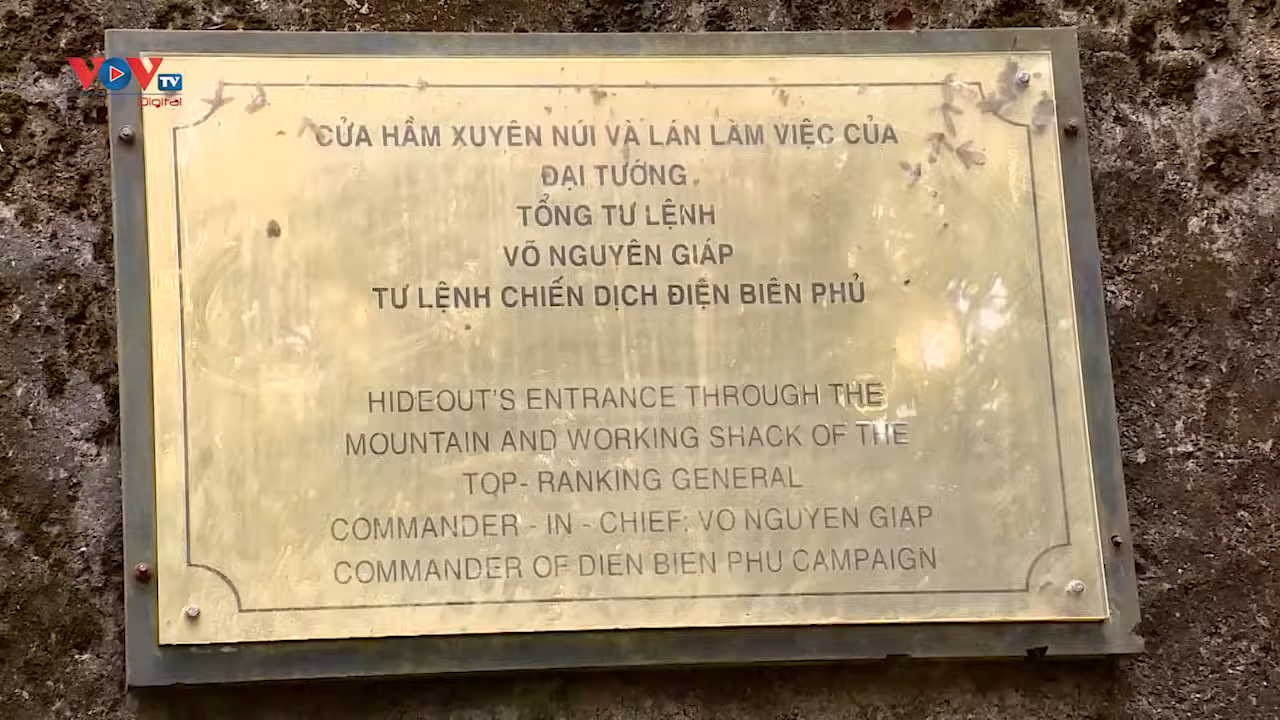 VOV TV
Digital
CỬA HẦM XUYÊN NÚI VÀ LÁN LÀM VIỆC CỦA
ĐẠI TƯỚNG
TỔNG TƯ LỆNH
VÕ NGUYÊN GIÁP
TƯ LỆNH CHIẾN DỊCH ĐIỆN BIÊN PHỦ
HIDEOUT'S ENTRANCE THROUGH THE
MOUNTAIN AND WORKING SHACK OF THE
TOP- RANKING GENERAL
COMMANDER - IN - CHIEF: VO NGUYEN GIAP
COMMANDER OF DIEN BIEN PHU CAMPAIGN